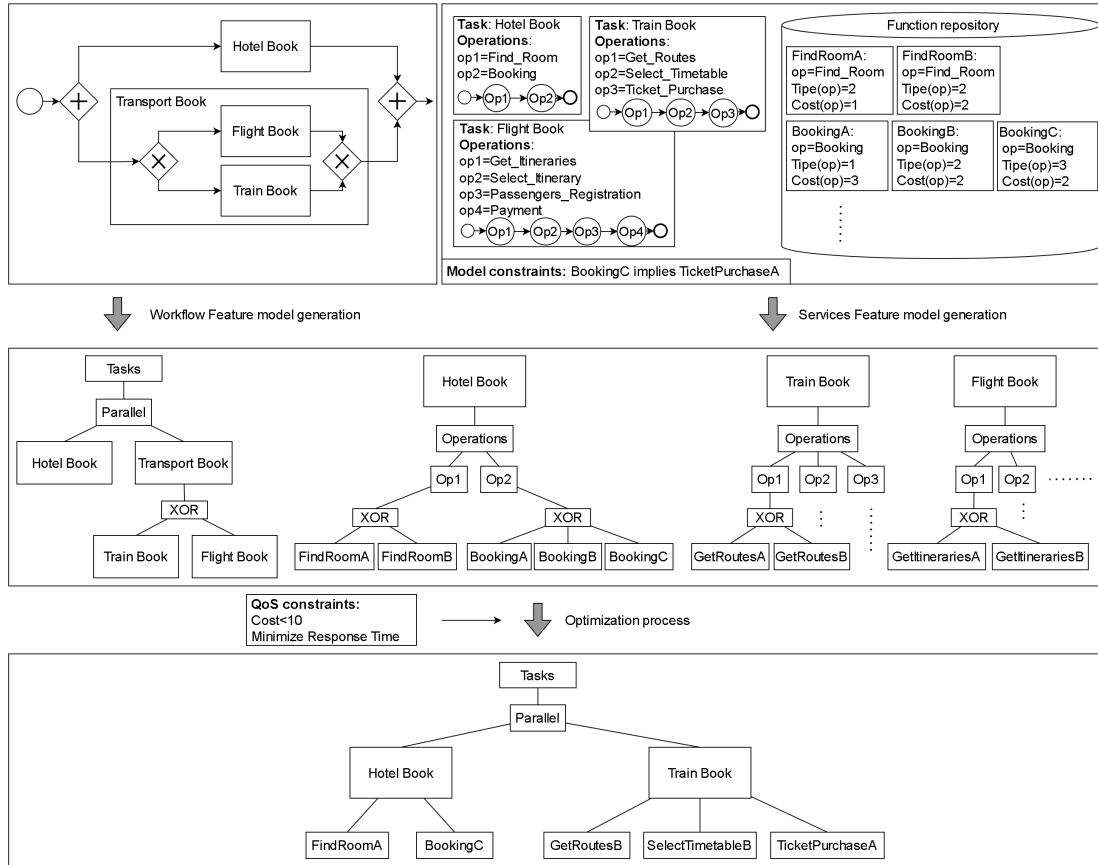 Hotel Book
Transport Book
Flight Book
Train Book
Task: Hotel Book
Operations:
op1=Find_Room
op2=Booking
Op1
Op2
Task: Train Book
Operations:
op1=Get_Routes
op2=Select_Timetable
op3=Ticket_Purchase
Op1
Op2
Op3
Task: Flight Book
Operations:
op1=Get_Itineraries
op2=Select_Itinerary
op3=Passengers_Registration
op4=Payment
Op1
Op2
Op3
Op4
Function repository
FindRoomA:
op=Find_Room
Tipe(op)=2
Cost(op)=1
FindRoomB:
op=Find_Room
Tipe(op)=2
Cost(op)=2
BookingA:
op=Booking
Tipe(op)=1
Cost(op)=3
BookingB:
op=Booking
Tipe(op)=2
Cost(op)=2
BookingC:
op=Booking
Tipe(op)=3
Cost(op)=2
Model constraints: BookingC implies TicketPurchaseA
Workflow Feature model generation
Services Feature model generation
Tasks
Parallel
Hotel Book
Transport Book
XOR
Train Book
Flight Book
Hotel Book
Operations
Op1
Op2
XOR
XOR
FindRoomA
FindRoomB
BookingA
BookingB
BookingC
Train Book
Operations
Op1
Op2
Op3
XOR
GetRoutesA
GetRoutesB
Flight Book
Operations
Op1
Op2
XOR
GetItinerariesA
GetItinerariesB
QoS constraints:
Cost<10
Minimize Response Time
Optimization process
Tasks
Parallel
Hotel Book
Train Book
FindRoomA
BookingC
GetRoutesB
SelectTimetableB
TicketPurchaseA